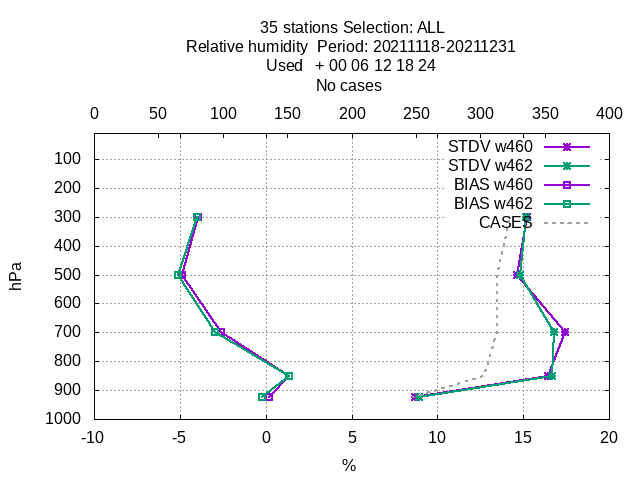 35 stations Selection: ALL
Relative humidity  Period: 20211118-20211231
Used   + 00 06 12 18 24
No cases
0 50 100 150 200 250 300 350 400
STDV w460
STDV w462
BIAS w460
BIAS w462
CASES
100
200
300
400
500
600
700
800
900
1000
hPa
-10 -5 0 5 10 15 20
%